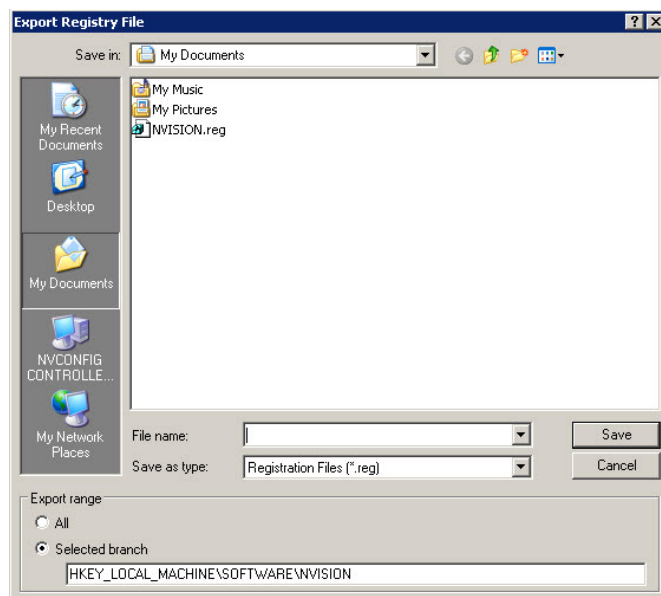 Export Registry File
Save in:
My Documents
My Recent
Documents
Desktop
My Documents
NVCONFIG
CONTROLLE...
My Network
Places
My Music
My Pictures
NVISION.reg
File name:
Save
Save as type:
Registration Files (*.reg)
Cancel
Export range
All
Selected branch
HKEY_LOCAL_MACHINE\SOFTWARE\NVISION